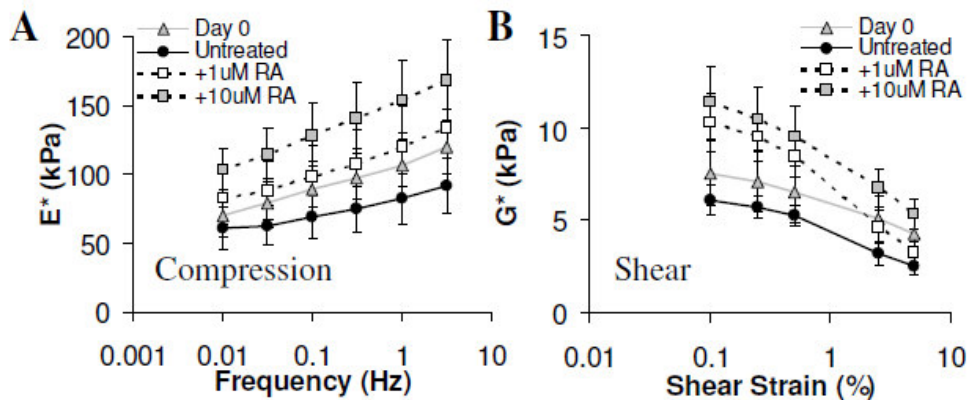 A
Day 0
Untreated
+1uM RA
+10uM RA
200
150
100
50
0
E* (kPa)
Compression
0.001 0.01 0.1 1 10
Frequency (Hz)
B
Day 0
Untreated
+1uM RA
+10uM RA
15
10
5
0
G* (kPa)
Shear
0.01 0.1 1 10
Shear Strain (%)